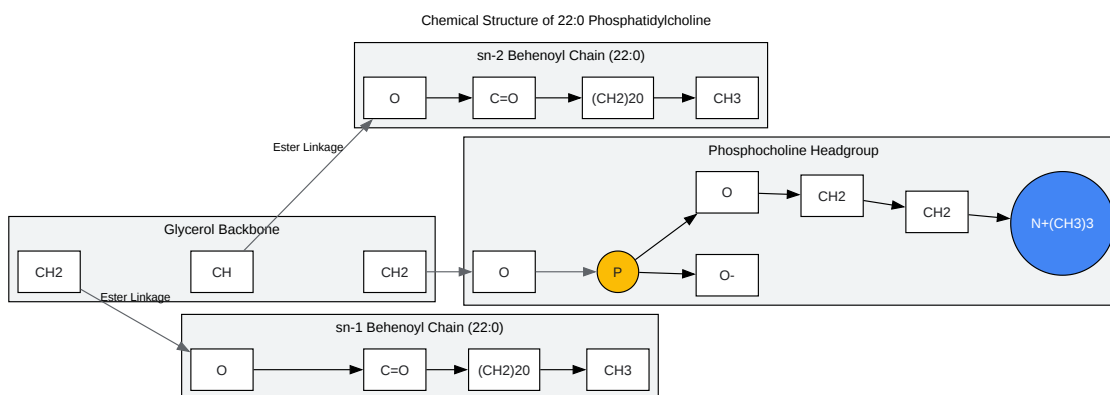 Chemical Structure of 22:0 Phosphatidylcholine
sn-2 Behenoyl Chain (22:0)
O
C=O
(CH2)20
CH3
Ester Linkage
Phosphocholine Headgroup
O
CH2
CH2
N+(CH3)3
Glycerol Backbone
CH2
CH
CH2
O
P
O-
Ester Linkage
sn-1 Behenoyl Chain (22:0)
O
C=O
(CH2)20
CH3